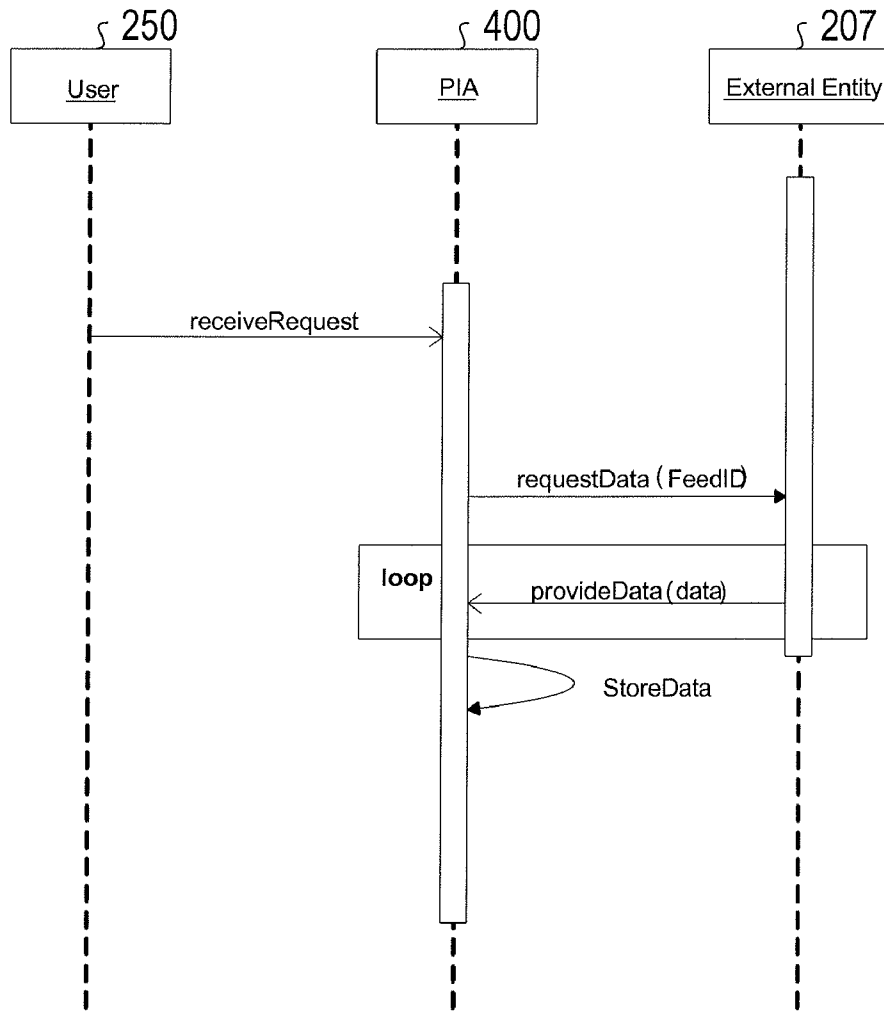 250
400
207
User
PIA
External Entity
receiveRequest
requestData (FeedID)
loop
provideData (data)
StoreData